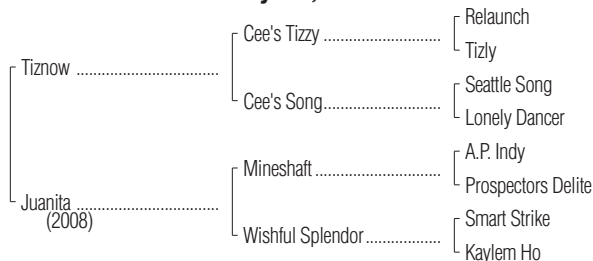 Relaunch
Cee's Tizzy ..............................
Tizly
Tiznow ....................................
Seattle Song
Cee's Song..............................
Lonely Dancer
A.P. Indy
Mineshaft ................................
Prospectors Delite
Juanita ....................................
(2008)
Smart Strike
Wishful Splendor...................
Kaylem Ho